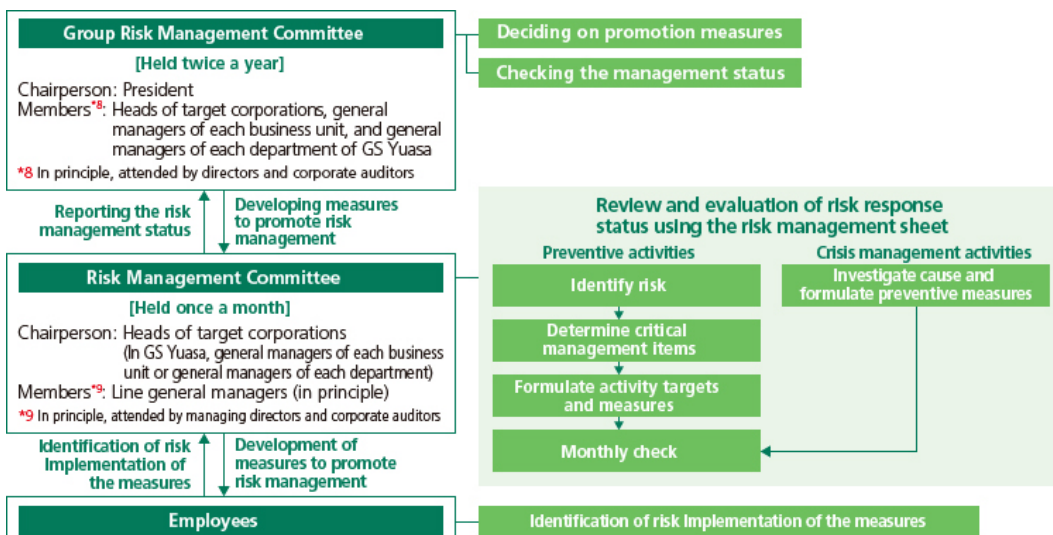 Group Risk Management Committee
[Held twice a year]
Chairperson: President
Members*8: Heads of target corporations, general
managers of each business unit, and general
managers of each department of GS Yuasa
*8 In principle, attended by directors and corporate auditors
Deciding on promotion measures
Checking the management status
Reporting the risk
management status
Developing measures
to promote risk
management
Risk Management Committee
[Held once a month]
Chairperson: Heads of target corporations
(In GS Yuasa, general managers of each business
unit or general managers of each department)
Members*9: Line general managers (in principle)
*9 In principle, attended by managing directors and corporate auditors
Review and evaluation of risk response
status using the risk management sheet
Preventive activities
Identify risk
Determine critical
management items
Formulate activity targets
and measures
Monthly check
Crisis management activities
Investigate cause and
formulate preventive measures
Identification of risk
Implementation of
the measures
Development of
measures to promote
risk management
Employees
Identification of risk Implementation of the measures